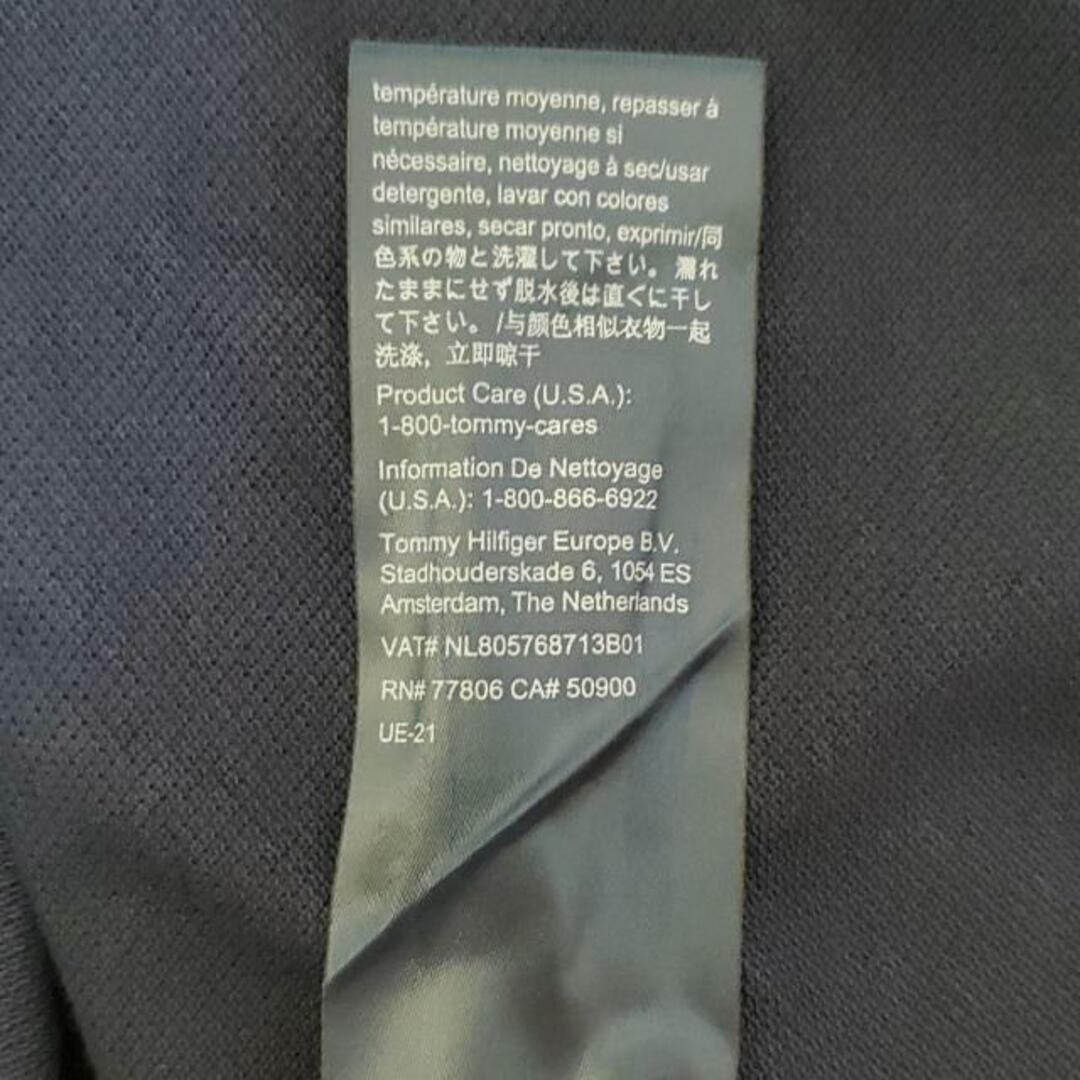 température moyenne, repasser à
température moyenne si
nécessaire, nettoyage à sec/usar
detergente, lavar con colores
similares, secar pronto, exprimir/同
色系の物と洗濯して下さい。濡れ
たままにせず脱水後は直ぐに干し
て下さい。/与颜色相似衣物一起
洗涤，立即晾干
Product Care (U.S.A.):
1-800-tommy-cares
Information De Nettoyage
(U.S.A.): 1-800-866-6922
Tommy Hilfiger Europe B.V.
Stadhouderskade 6, 1054 ES
Amsterdam, The Netherlands
VAT# NL805768713B01
RN# 77806 CA# 50900
UE-21